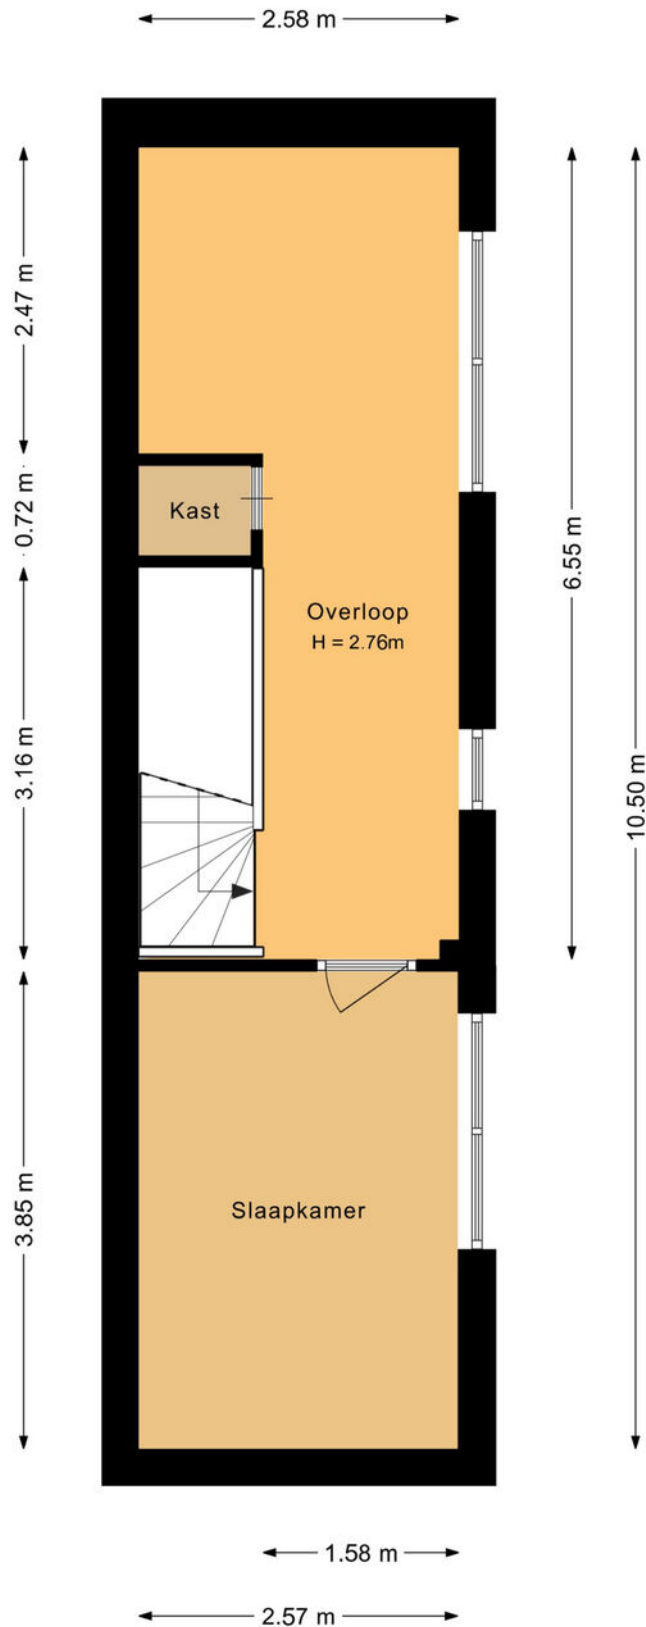 2.58 m
2.47 m
0.72 m
Kast
6.55 m
Overloop
H = 2.76m
3.16 m
10.50 m
3.85 m
Slaapkamer
1.58 m
2.57 m